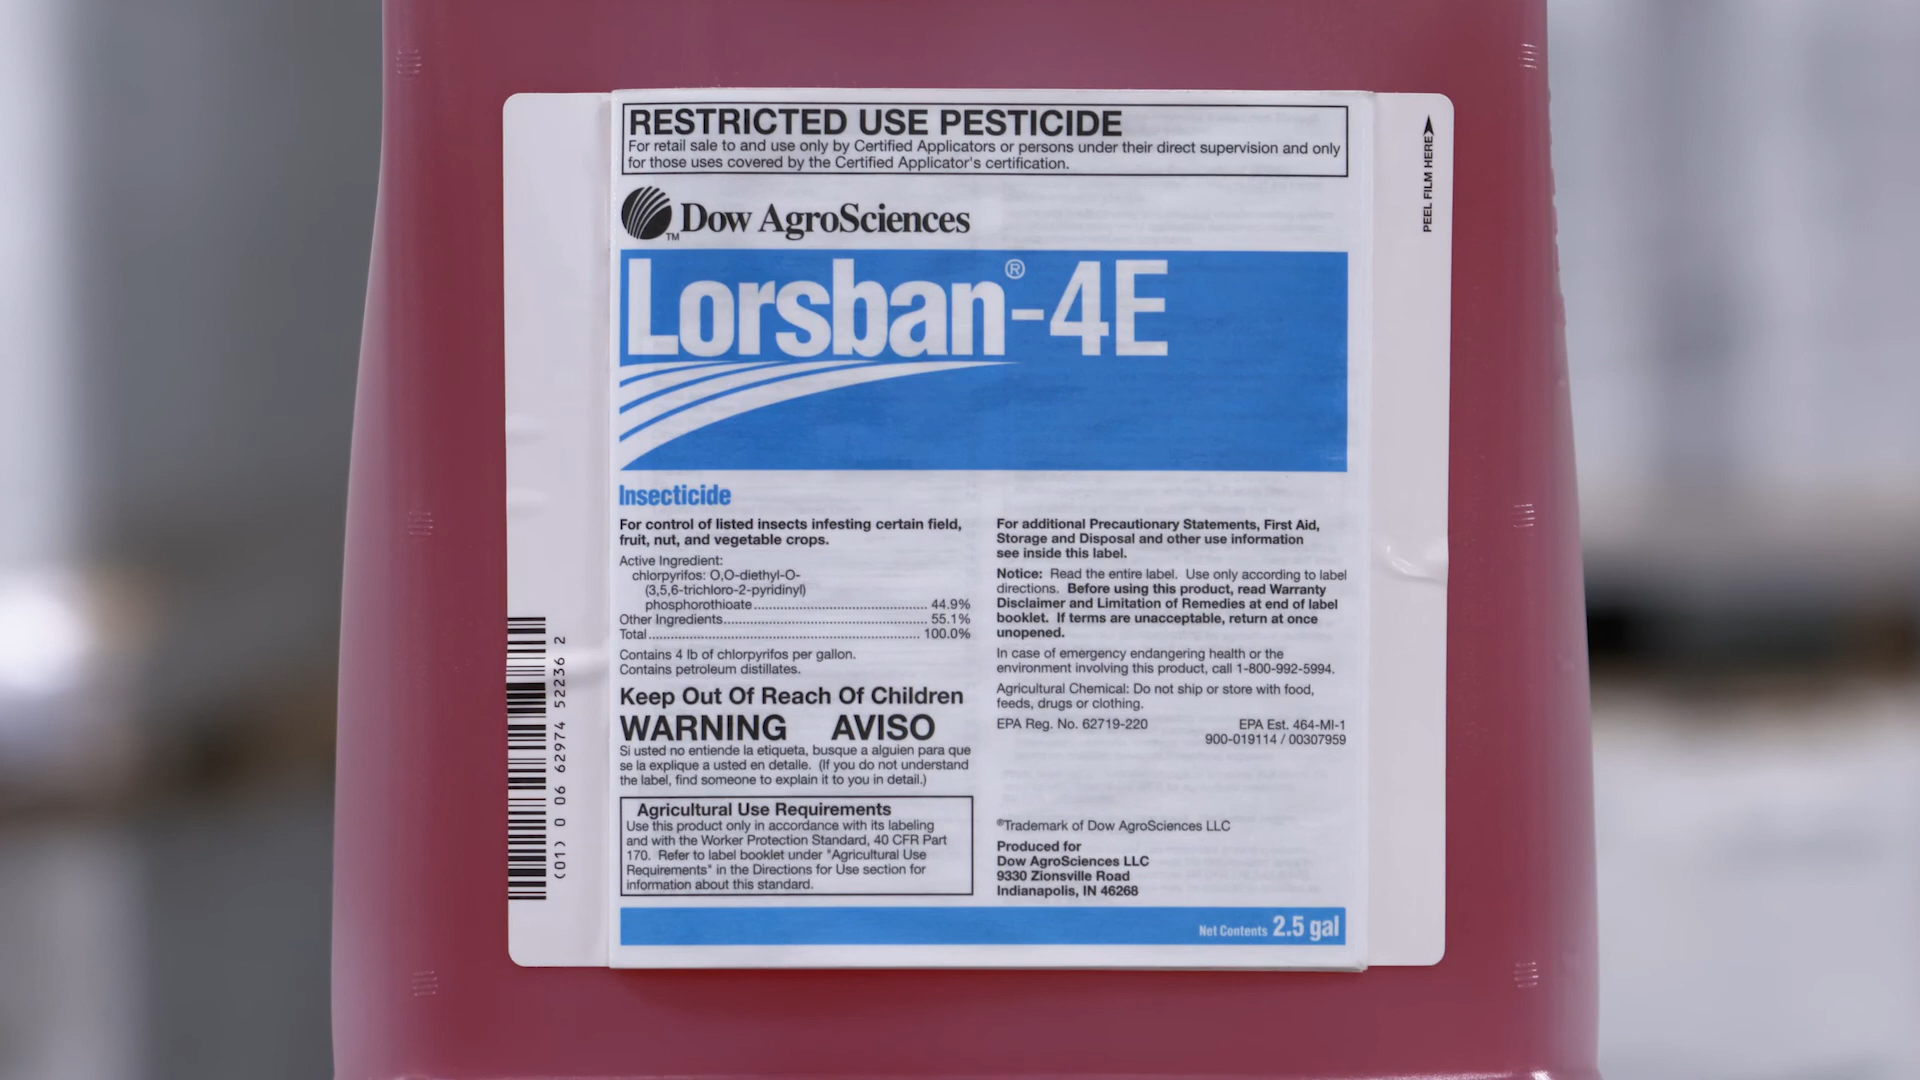 RESTRICTED USE PESTICIDE
For retail sale to and use only by Certified Applicators or persons under their direct supervision and only
for those uses covered by the Certified Applicator's certification.
PEEL FILM HERE
TM Dow AgroSciences
Lorsban®-4E
Insecticide
For control of listed insects infesting certain field,
fruit, nut, and vegetable crops.
Active Ingredient:
chlorpyrifos: O,O-diethyl-O-
(3,5,6-trichloro-2-pyridinyl)
phosphorothioate.......................................... 44.9%
Other Ingredients.................................................. 55.1%
Total.................................................................. 100.0%
Contains 4 lb of chlorpyrifos per gallon.
Contains petroleum distillates.
Keep Out Of Reach Of Children
WARNING AVISO
Si usted no entiende la etiqueta, busque a alguien para que
se la explique a usted en detalle. (If you do not understand
the label, find someone to explain it to you in detail.)
Agricultural Use Requirements
Use this product only in accordance with its labeling
and with the Worker Protection Standard, 40 CFR Part
170. Refer to label booklet under "Agricultural Use
Requirements" in the Directions for Use section for
information about this standard.
For additional Precautionary Statements, First Aid,
Storage and Disposal and other use information
see inside this label.
Notice: Read the entire label. Use only according to label
directions. Before using this product, read Warranty
Disclaimer and Limitation of Remedies at end of label
booklet. If terms are unacceptable, return at once
unopened.
In case of emergency endangering health or the
environment involving this product, call 1-800-992-5994.
Agricultural Chemical: Do not ship or store with food,
feeds, drugs or clothing.
EPA Reg. No. 62719-220 EPA Est. 464-MI-1
900-019114 / 00307959
®Trademark of Dow AgroSciences LLC
Produced for
Dow AgroSciences LLC
9330 Zionsville Road
Indianapolis, IN 46268
Net Contents 2.5 gal
(01) 0 06 62974 52236 2